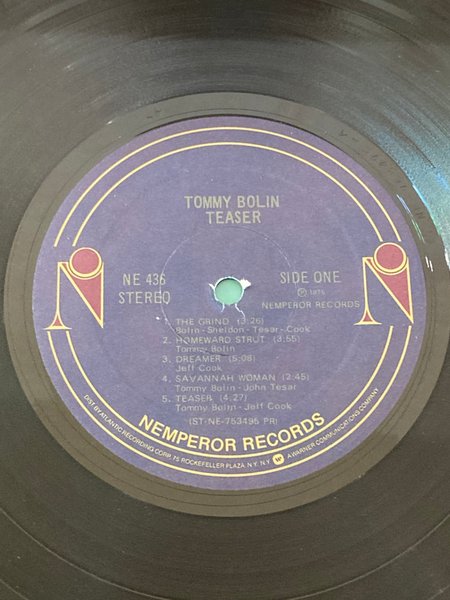 TOMMY BOLIN
TEASER
NE 436
STEREO
SIDE ONE
℗ 1975
NEMPEROR RECORDS
1. THE GRIND (3:26)
Bolin - Sheldon - Tesar - Cook
2. HOMEWARD STRUT (3:55)
Tommy Bolin
3. DREAMER (5:08)
Jeff Cook
4. SAVANNAH WOMAN (2:45)
Tommy Bolin - John Tesar
5. TEASER (4:27)
Tommy Bolin - Jeff Cook
(ST-NE-753495 PR)
NEMPEROR RECORDS
DIST. BY ATLANTIC RECORDING CORP. 75 ROCKEFELLER PLAZA, N.Y. N.Y. A WARNER COMMUNICATIONS COMPANY